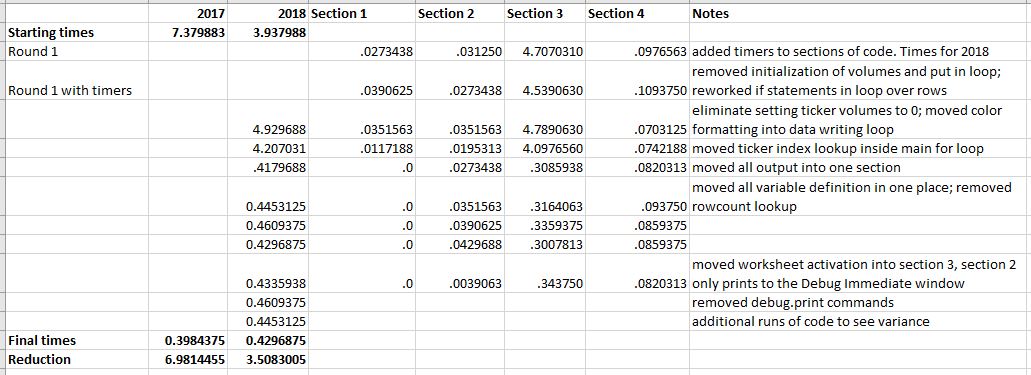 2017 2018 Section 1 Section 2 Section 3 Section 4 Notes
Starting times 7.379883 3.937988
Round 1 .0273438 .031250 4.7070310 .0976563 added timers to sections of code. Times for 2018
removed initialization of volumes and put in loop;
Round 1 with timers .0390625 .0273438 4.5390630 .1093750 reworked if statements in loop over rows
eliminate setting ticker volumes to 0; moved color
4.929688 .0351563 .0351563 4.7890630 .0703125 formatting into data writing loop
4.207031 .0117188 .0195313 4.0976560 .0742188 moved ticker index lookup inside main for loop
.4179688 .0 .0273438 .3085938 .0820313 moved all output into one section
moved all variable definition in one place; removed
0.4453125 .0 .0351563 .3164063 .093750 rowcount lookup
0.4609375 .0 .0390625 .3359375 .0859375
0.4296875 .0 .0429688 .3007813 .0859375
moved worksheet activation into section 3, section 2
0.4335938 .0 .0039063 .343750 .0820313 only prints to the Debug Immediate window
0.4609375 removed debug.print commands
0.4453125 additional runs of code to see variance
Final times 0.3984375 0.4296875
Reduction 6.9814455 3.5083005